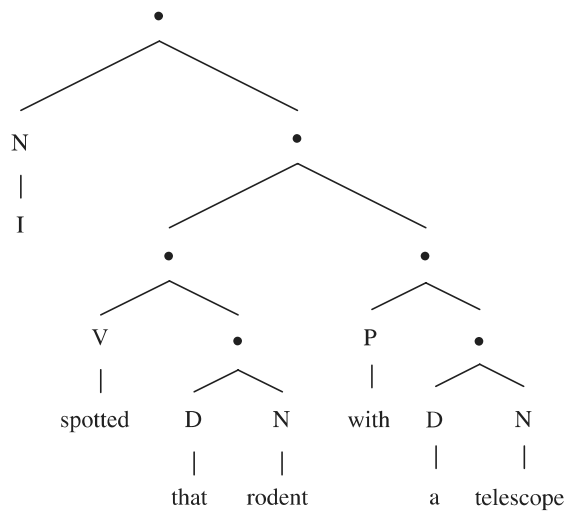 N
I
V P
spotted D N with D N
that rodent a telescope